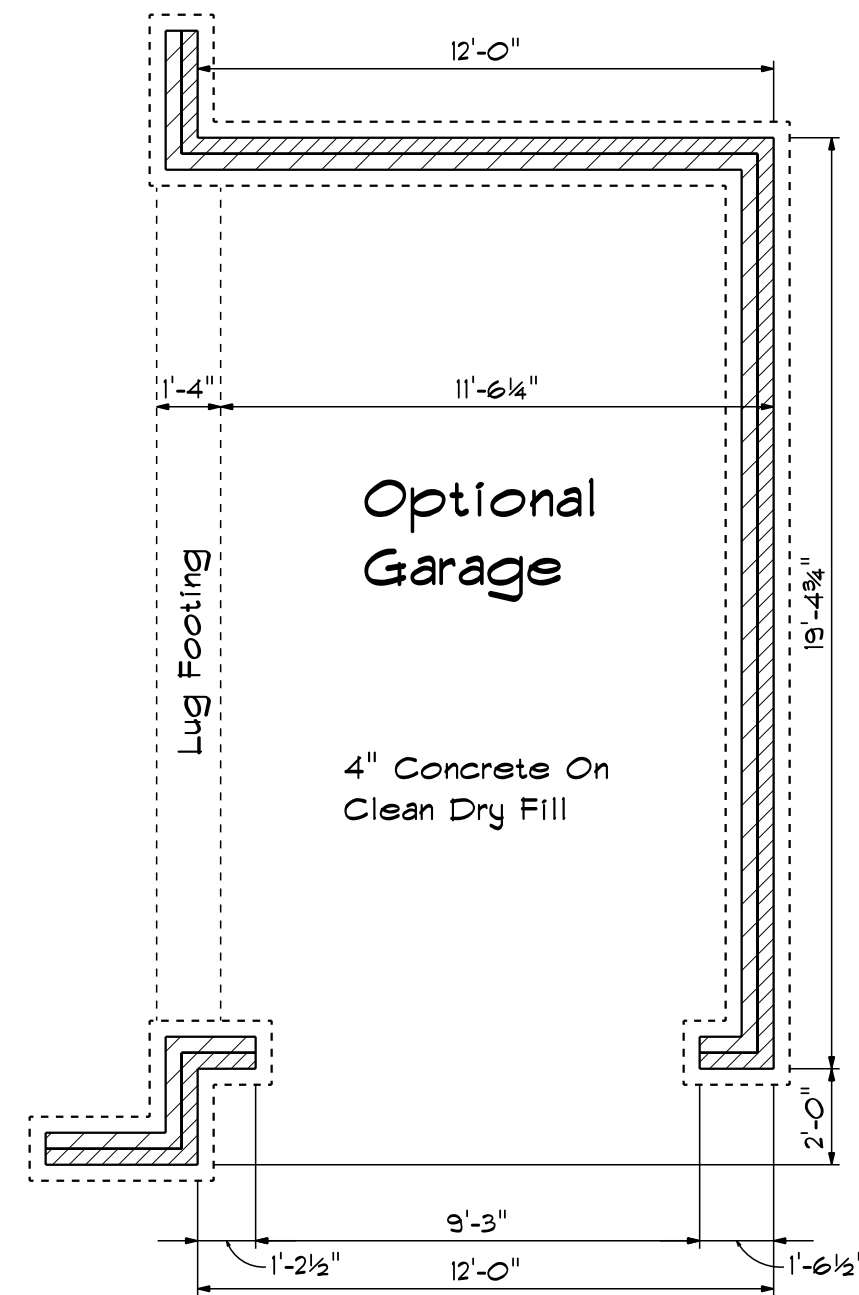 12'-0"
1'-4"
11'-6¼"
Optional
Garage
19'-4¾"
Lug Footing
4" Concrete On
Clean Dry Fill
2'-0"
9'-3"
1'-2½"
1'-6½"
12'-0"